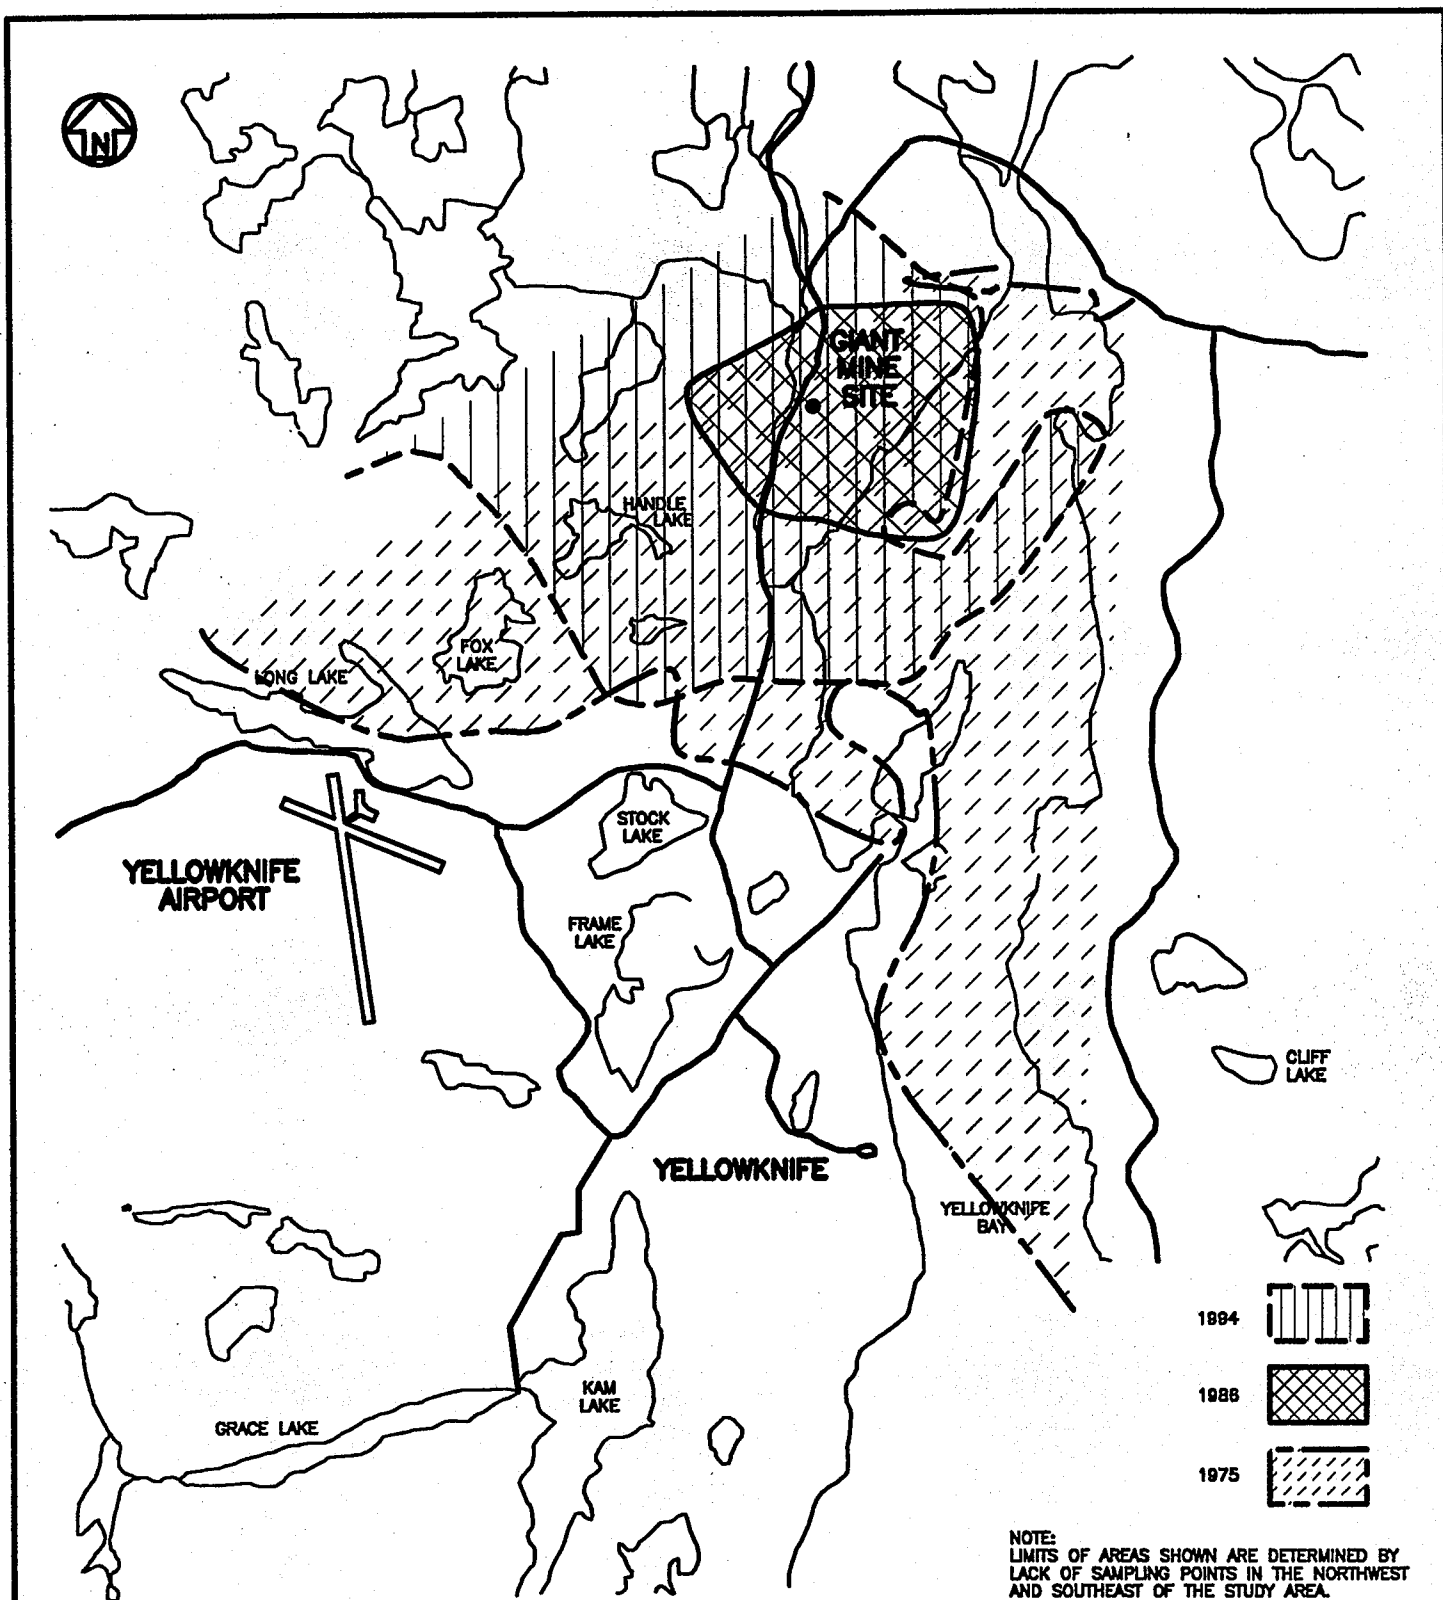 N
GIANT
MINE
SITE
HANDLE
LAKE
FOX
LAKE
LONG LAKE
STOCK
LAKE
YELLOWKNIFE
AIRPORT
FRAME
LAKE
CLIFF
LAKE
YELLOWKNIFE
YELLOWKNIFE
BAY
KAM
LAKE
GRACE LAKE
1994
1986
1975
NOTE:
LIMITS OF AREAS SHOWN ARE DETERMINED BY
LACK OF SAMPLING POINTS IN THE NORTHWEST
AND SOUTHEAST OF THE STUDY AREA.